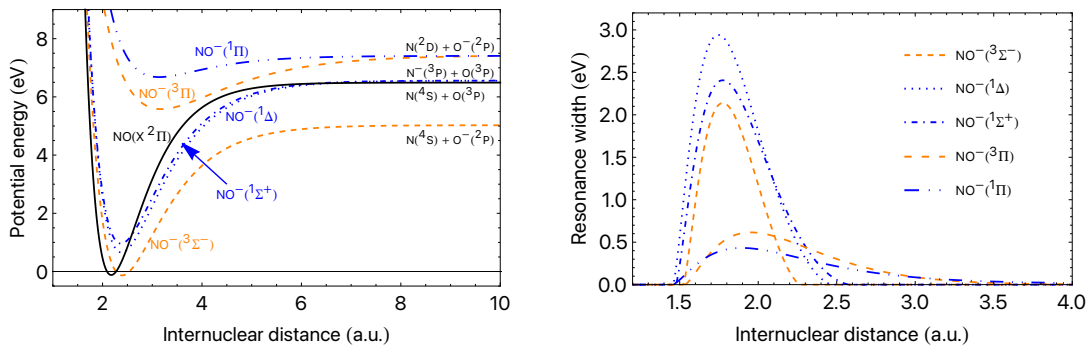 8
6
4
2
0
Potential energy (eV)
2
4
6
8
10
Internuclear distance (a.u.)
NO⁻(¹Π)
NO⁻(³Π)
NO(X ²Π)
NO⁻(¹Δ)
NO⁻(¹Σ⁺)
NO⁻(³Σ⁻)
N(²D) + O⁻(²P)
N⁻(³P) + O(³P)
N(⁴S) + O(³P)
N(⁴S) + O⁻(²P)
3.0
2.5
2.0
1.5
1.0
0.5
0.0
Resonance width (eV)
1.5
2.0
2.5
3.0
3.5
4.0
Internuclear distance (a.u.)
NO⁻(³Σ⁻)
NO⁻(¹Δ)
NO⁻(¹Σ⁺)
NO⁻(³Π)
NO⁻(¹Π)